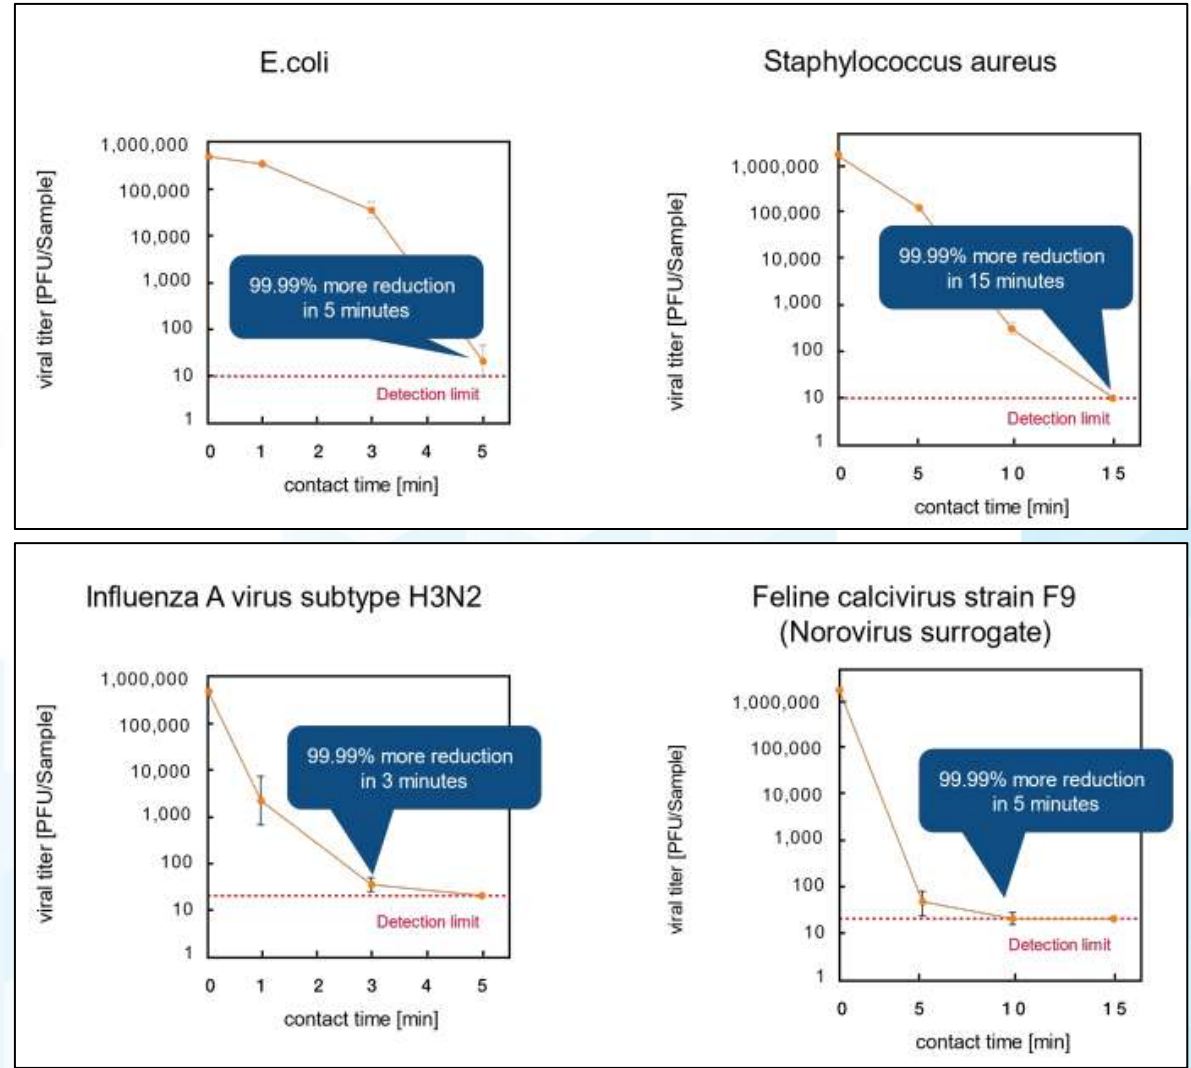 E.coli
viral titer [PFU/Sample]
1,000,000
100,000
10,000
1,000
100
10
1
99.99% more reduction
in 5 minutes
Detection limit
0 1 2 3 4 5
contact time [min]
Staphylococcus aureus
viral titer [PFU/Sample]
1,000,000
100,000
10,000
1,000
100
10
1
99.99% more reduction
in 15 minutes
Detection limit
0 5 10 15
contact time [min]
Influenza A virus subtype H3N2
viral titer [PFU/Sample]
1,000,000
100,000
10,000
1,000
100
10
1
99.99% more reduction
in 3 minutes
Detection limit
0 1 2 3 4 5
contact time [min]
Feline calcivirus strain F9
(Norovirus surrogate)
viral titer [PFU/Sample]
1,000,000
100,000
10,000
1,000
100
10
1
99.99% more reduction
in 5 minutes
Detection limit
0 5 10 15
contact time [min]